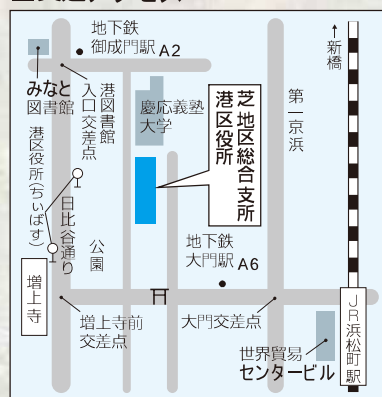 地下鉄
御成門駅 A2
みなと
図書館
港図書館
入口交差点
慶応義塾
大学
港区役所
芝地区総合支所
第一京浜
↑新橋
港区役所(ちぃばす)
日比谷通り
公園
増上寺
地下鉄
大門駅 A6
増上寺前
交差点
大門交差点
世界貿易
センタービル
JR浜松町駅